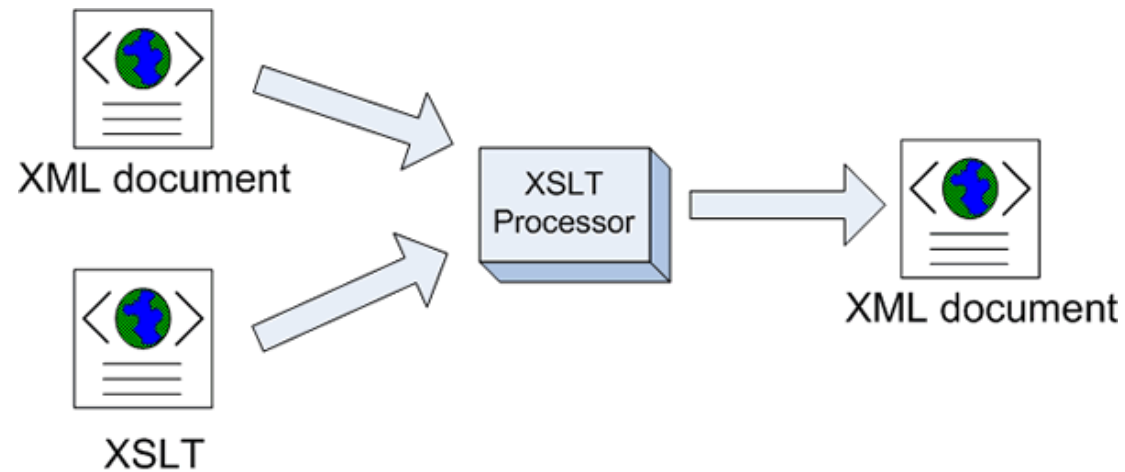 XML document
XSLT
Processor
XML document
XSLT